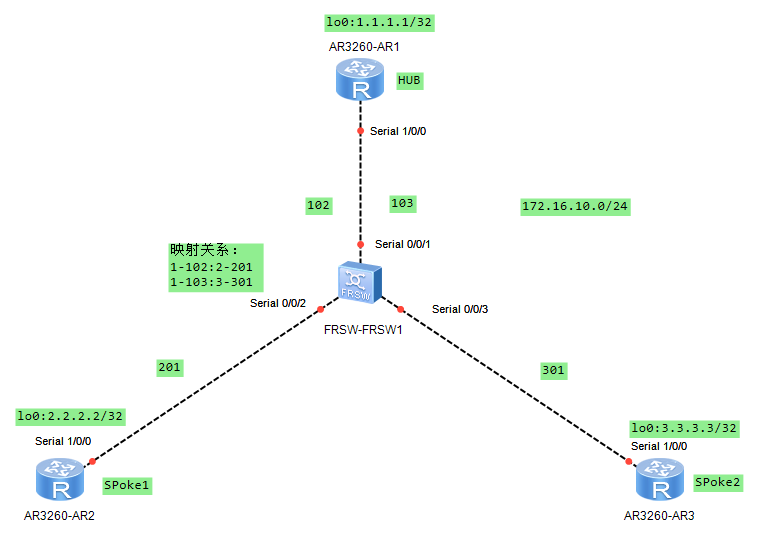 lo0:1.1.1.1/32
AR3260-AR1
R
HUB
Serial 1/0/0
102
103
172.16.10.0/24
Serial 0/0/1
映射关系:
1-102:2-201
1-103:3-301
FRSW
Serial 0/0/2
Serial 0/0/3
FRSW-FRSW1
201
301
lo0:2.2.2.2/32
Serial 1/0/0
R
SPoke1
AR3260-AR2
lo0:3.3.3.3/32
Serial 1/0/0
R
SPoke2
AR3260-AR3